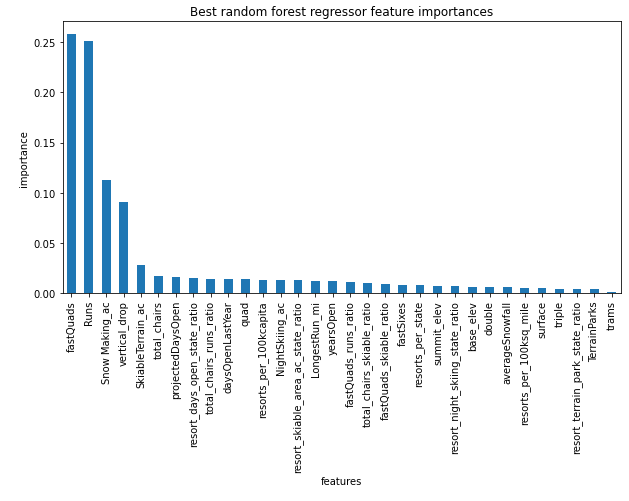 Best random forest regressor feature importances
importance
0.25
0.20
0.15
0.10
0.05
0.00
fastQuads
Runs
Snow Making_ac
vertical_drop
SkiableTerrain_ac
total_chairs
projectedDaysOpen
resort_days_open_state_ratio
total_chairs_runs_ratio
daysOpenLastYear
quad
resorts_per_100kcapita
NightSkiing_ac
resort_skiable_area_ac_state_ratio
LongestRun_mi
yearsOpen
fastQuads_runs_ratio
total_chairs_skiable_ratio
fastQuads_skiable_ratio
fastSixes
resorts_per_state
summit_elev
resort_night_skiing_state_ratio
base_elev
double
averageSnowfall
resorts_per_100ksq_mile
surface
triple
resort_terrain_park_state_ratio
TerrainParks
trams
features